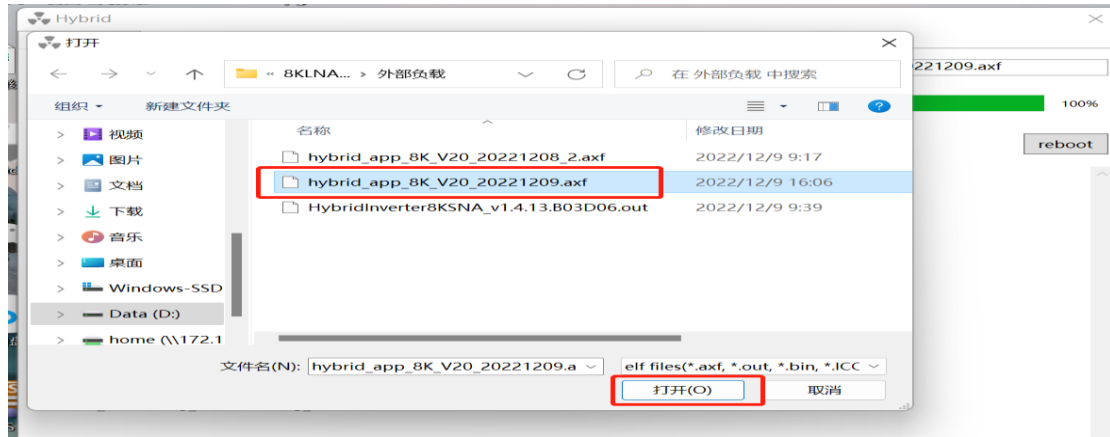 Hybrid
打开
« 8KLNA... › 外部负载
在 外部负载 中搜索
221209.axf
组织
新建文件夹
100%
reboot
名称
修改日期
视频
图片
文档
下载
音乐
桌面
Windows-SSD
Data (D:)
home (\\172.1
hybrid_app_8K_V20_20221208_2.axf 2022/12/9 9:17
hybrid_app_8K_V20_20221209.axf 2022/12/9 16:06
HybridInverter8KSNA_v1.4.13.B03D06.out 2022/12/9 9:39
文件名(N): hybrid_app_8K_V20_20221209.a
elf files(*.axf, *.out, *.bin, *.ICC
打开(O) 取消